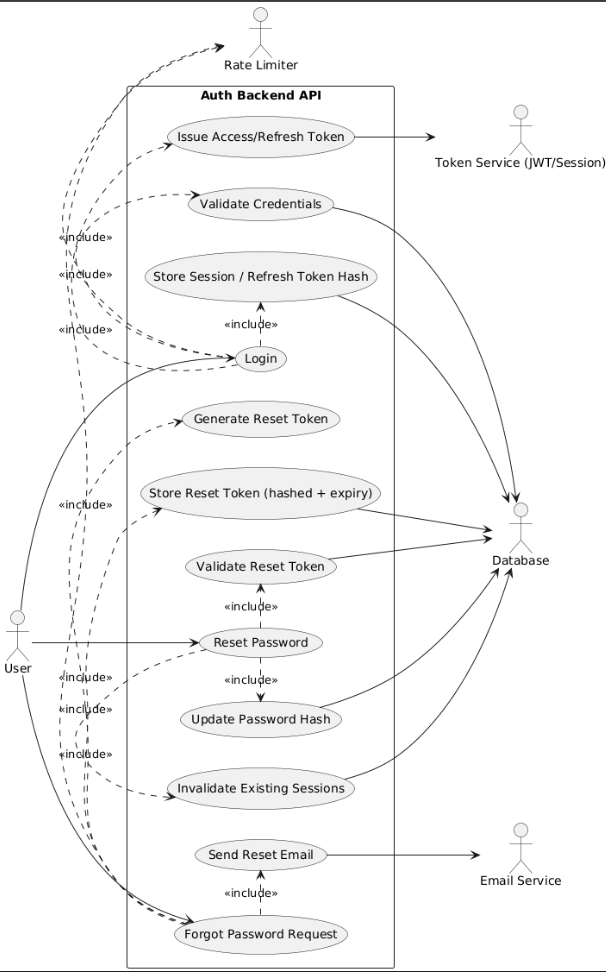 Rate Limiter
Auth Backend API
Issue Access/Refresh Token
Token Service (JWT/Session)
Validate Credentials
«include»
«include»
Store Session / Refresh Token Hash
«include»
«include»
Login
Generate Reset Token
Store Reset Token (hashed + expiry)
«include»
Database
Validate Reset Token
«include»
Reset Password
User
«include»
«include»
«include»
Update Password Hash
«include»
Invalidate Existing Sessions
Send Reset Email
Email Service
«include»
Forgot Password Request